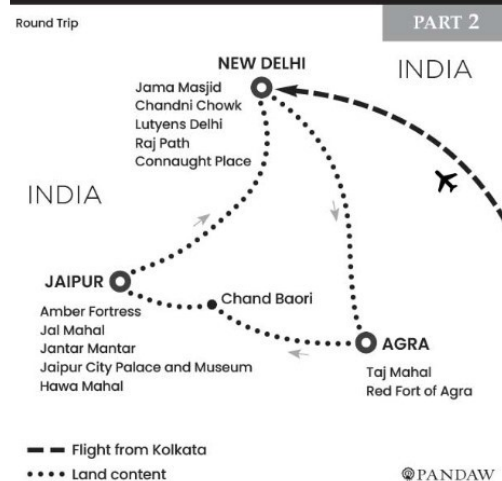 Round Trip
PART 2
NEW DELHI
INDIA
Jama Masjid
Chandni Chowk
Lutyens Delhi
Raj Path
Connaught Place
INDIA
JAIPUR
Chand Baori
Amber Fortress
Jal Mahal
Jantar Mantar
Jaipur City Palace and Museum
Hawa Mahal
AGRA
Taj Mahal
Red Fort of Agra
Flight from Kolkata
Land content
PANDAW